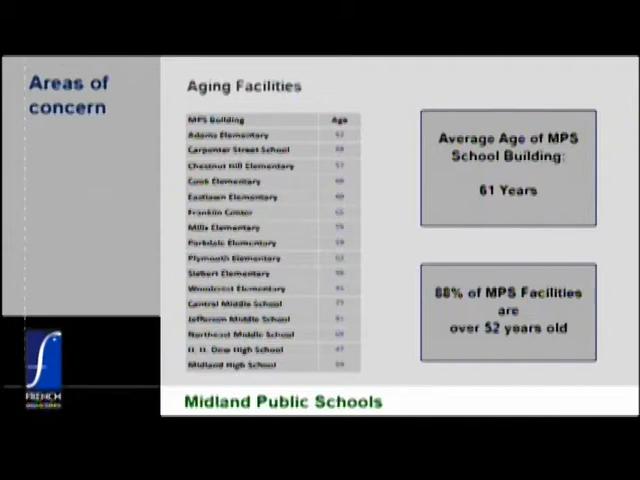 Areas of
concern
Aging Facilities
MPS Building Age
Adams Elementary
Carpenter Street School
Chestnut Hill Elementary
Cook Elementary
Eastlawn Elementary
Franklin Center
Mills Elementary
Parkdale Elementary
Plymouth Elementary
Siebert Elementary
Woodcrest Elementary
Central Middle School
Jefferson Middle School
Northeast Middle School
H. H. Dow High School
Midland High School
Average Age of MPS
School Building:
61 Years
88% of MPS Facilities
are
over 52 years old
FRENCH
Midland Public Schools